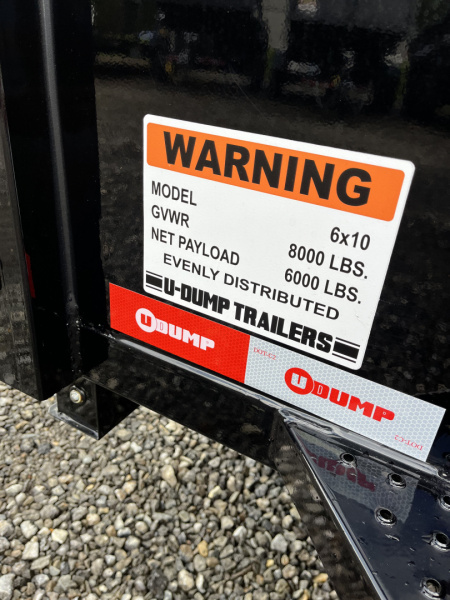 WARNING
MODEL 6x10
GVWR 8000 LBS.
NET PAYLOAD 6000 LBS.
EVENLY DISTRIBUTED
U-DUMP TRAILERS
UDUMP
UDUMP